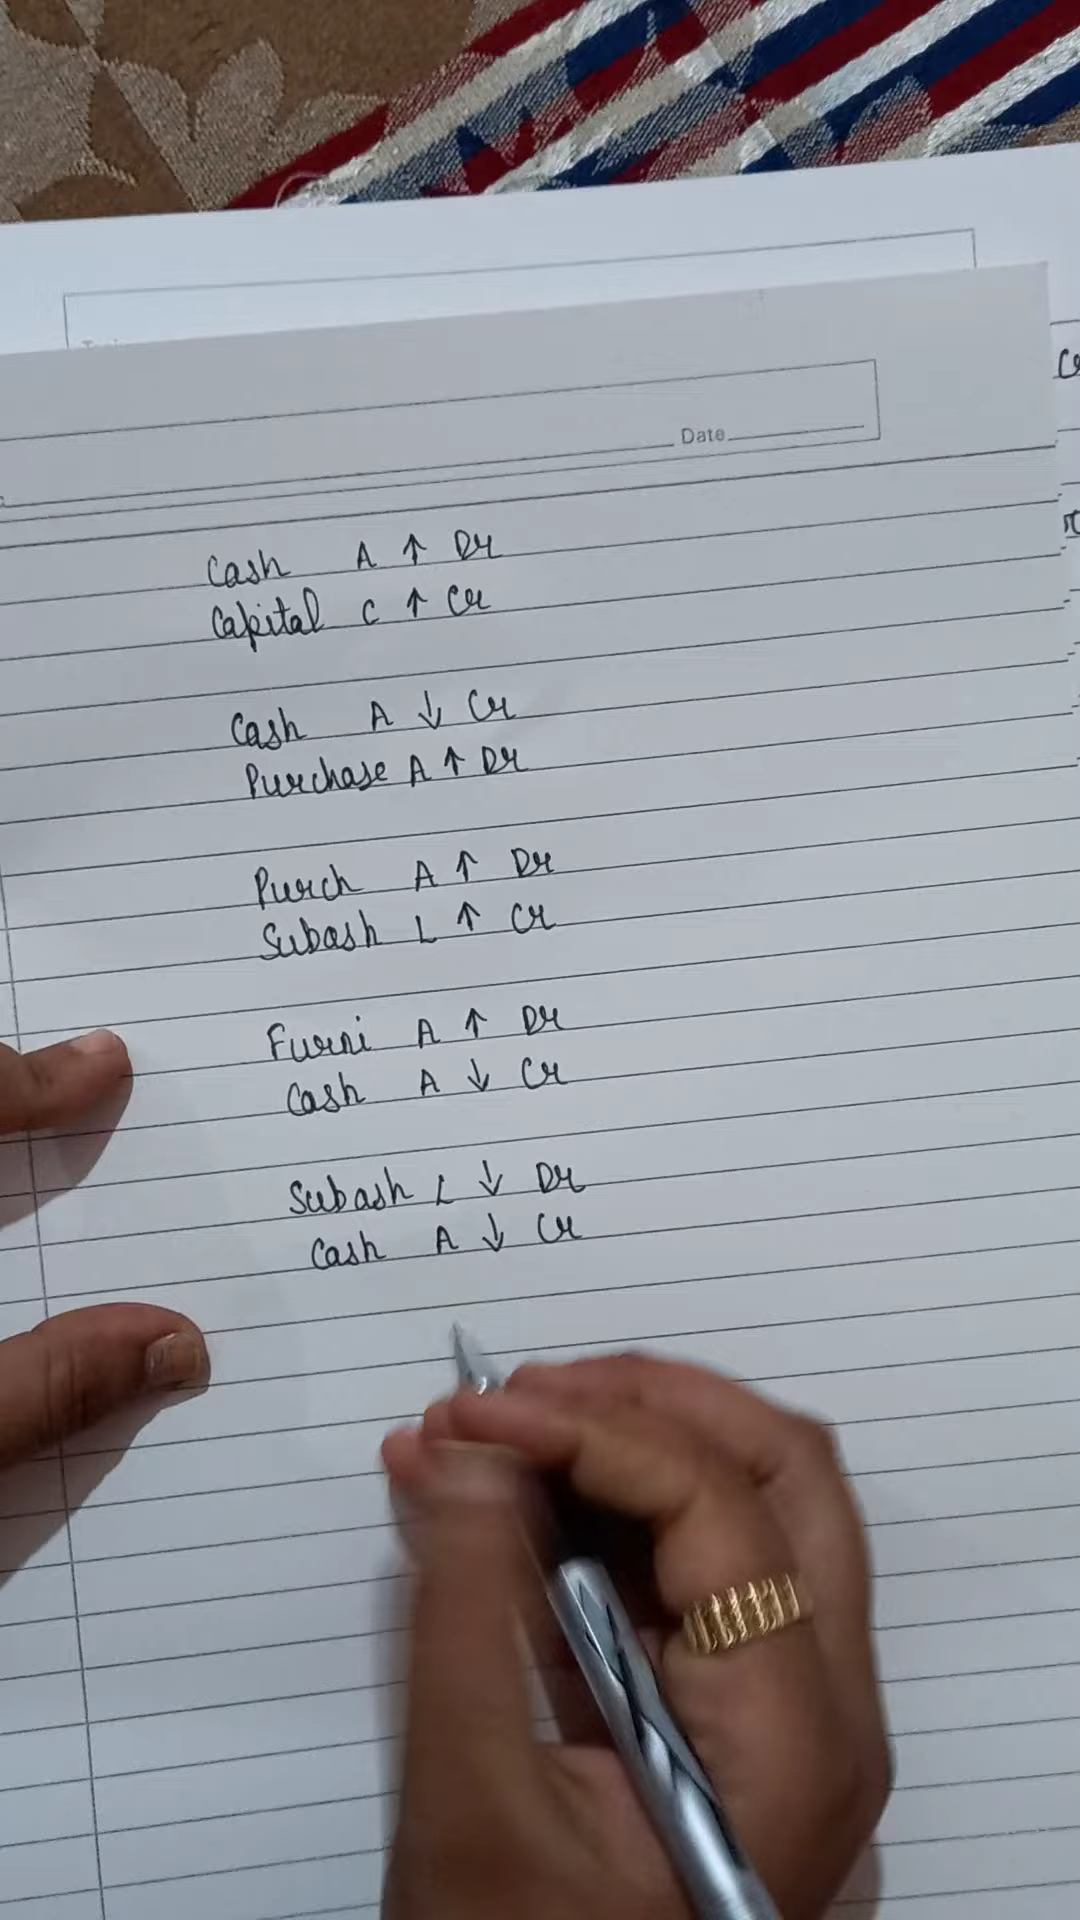 Date
Cash A ↑ Dr
Capital C ↑ Cr
Cash A ↓ Cr
Purchase A ↑ Dr
Purch A ↑ Dr
Subash L ↑ Cr
Furni A ↑ Dr
Cash A ↓ Cr
Subash L ↓ Dr
Cash A ↓ Cr